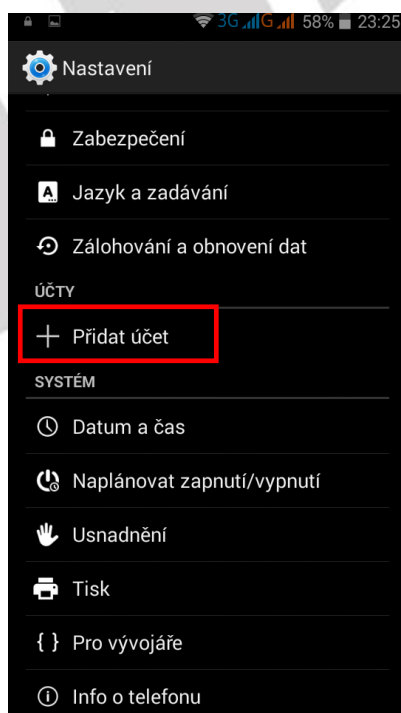 3G G 58% 23:25
Nastavení
Zabezpečení
A
Jazyk a zadávání
Zálohování a obnovení dat
ÚČTY
Přidat účet
SYSTÉM
Datum a čas
Naplánovat zapnutí/vypnutí
Usnadnění
Tisk
{ } Pro vývojáře
Info o telefonu